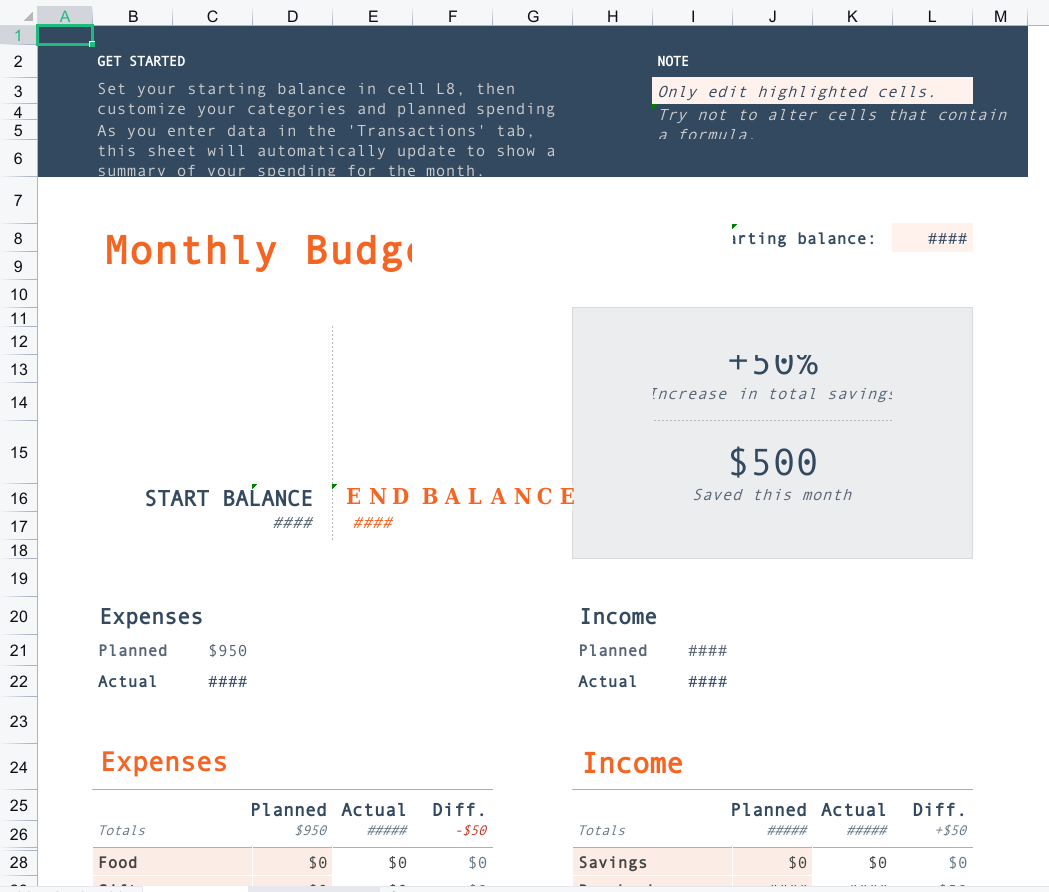 A B C D E F G H I J K L M
1
2 GET STARTED NOTE
3 Set your starting balance in cell L8, then Only edit highlighted cells.
4 customize your categories and planned spending Try not to alter cells that contain
5 As you enter data in the 'Transactions' tab, a formula.
6 this sheet will automatically update to show a
summary of your spending for the month.
7
8 Monthly Budg rting balance: ####
9
10
11
12
13 +50%
14 Increase in total savings
15 $500
16 START BALANCE END BALANCE Saved this month
17 #### ####
18
19
20 Expenses Income
21 Planned $950 Planned ####
22 Actual #### Actual ####
23
24 Expenses Income
25 Planned Actual Diff. Planned Actual Diff.
26 Totals $950 ##### -$50 Totals ##### ##### +$50
28 Food $0 $0 $0 Savings $0 $0 $0